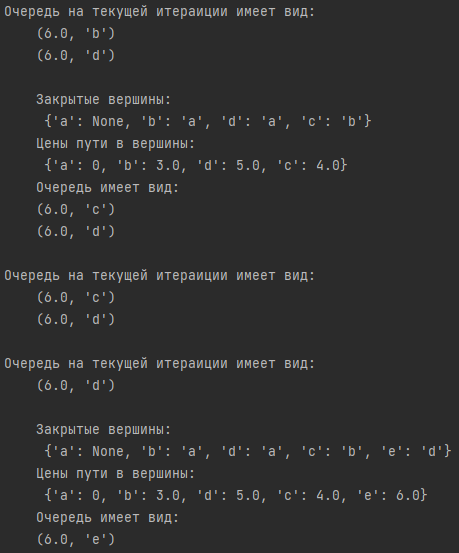 Очередь на текущей итераиции имеет вид:
(6.0, 'b')
(6.0, 'd')
Закрытые вершины:
{'a': None, 'b': 'a', 'd': 'a', 'c': 'b'}
Цены пути в вершины:
{'a': 0, 'b': 3.0, 'd': 5.0, 'c': 4.0}
Очередь имеет вид:
(6.0, 'c')
(6.0, 'd')
Очередь на текущей итераиции имеет вид:
(6.0, 'c')
(6.0, 'd')
Очередь на текущей итераиции имеет вид:
(6.0, 'd')
Закрытые вершины:
{'a': None, 'b': 'a', 'd': 'a', 'c': 'b', 'e': 'd'}
Цены пути в вершины:
{'a': 0, 'b': 3.0, 'd': 5.0, 'c': 4.0, 'e': 6.0}
Очередь имеет вид:
(6.0, 'e')